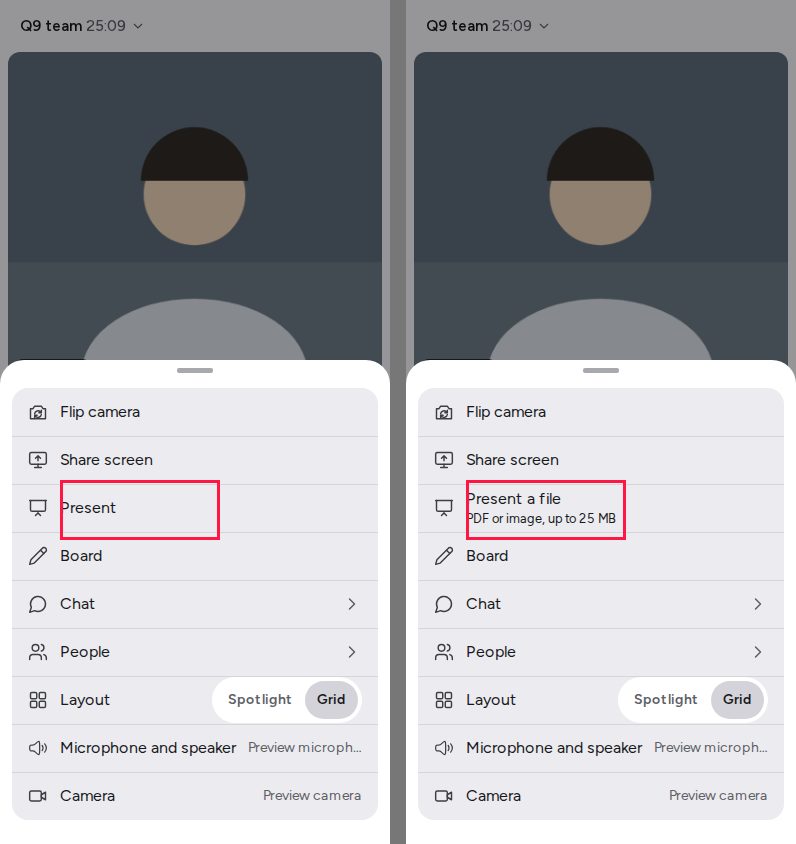 Q9 team 25:09
Flip camera
Share screen
Present
Board
Chat
People
Layout Spotlight Grid
Microphone and speaker Preview microph...
Camera Preview camera
Q9 team 25:09
Flip camera
Share screen
Present a file
PDF or image, up to 25 MB
Board
Chat
People
Layout Spotlight Grid
Microphone and speaker Preview microph...
Camera Preview camera